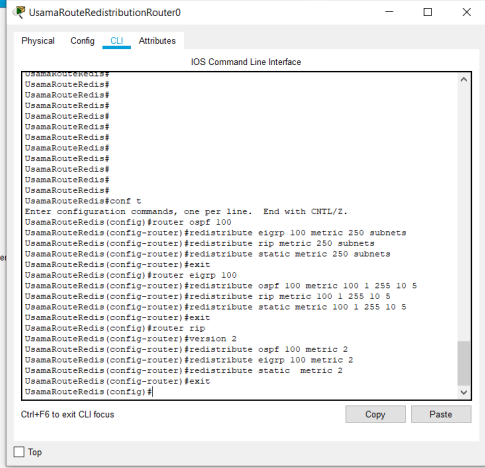 UsamaRouteRedistributionRouter0
Physical Config CLI Attributes
IOS Command Line Interface
UsamaRouteRedis#
UsamaRouteRedis#
UsamaRouteRedis#
UsamaRouteRedis#
UsamaRouteRedis#
UsamaRouteRedis#
UsamaRouteRedis#
UsamaRouteRedis#
UsamaRouteRedis#
UsamaRouteRedis#
UsamaRouteRedis#
UsamaRouteRedis#conf t
Enter configuration commands, one per line.  End with CNTL/Z.
UsamaRouteRedis(config)#router ospf 100
UsamaRouteRedis(config-router)#redistribute eigrp 100 metric 250 subnets
UsamaRouteRedis(config-router)#redistribute rip metric 250 subnets
UsamaRouteRedis(config-router)#redistribute static metric 250 subnets
UsamaRouteRedis(config-router)#exit
UsamaRouteRedis(config)#router eigrp 100
UsamaRouteRedis(config-router)#redistribute ospf 100 metric 100 1 255 10 5
UsamaRouteRedis(config-router)#redistribute rip metric 100 1 255 10 5
UsamaRouteRedis(config-router)#redistribute static metric 100 1 255 10 5
UsamaRouteRedis(config-router)#exit
UsamaRouteRedis(config)#router rip
UsamaRouteRedis(config-router)#version 2
UsamaRouteRedis(config-router)#redistribute ospf 100 metric 2
UsamaRouteRedis(config-router)#redistribute eigrp 100 metric 2
UsamaRouteRedis(config-router)#redistribute static  metric 2
UsamaRouteRedis(config-router)#exit
UsamaRouteRedis(config)#
Ctrl+F6 to exit CLI focus
Copy Paste
Top